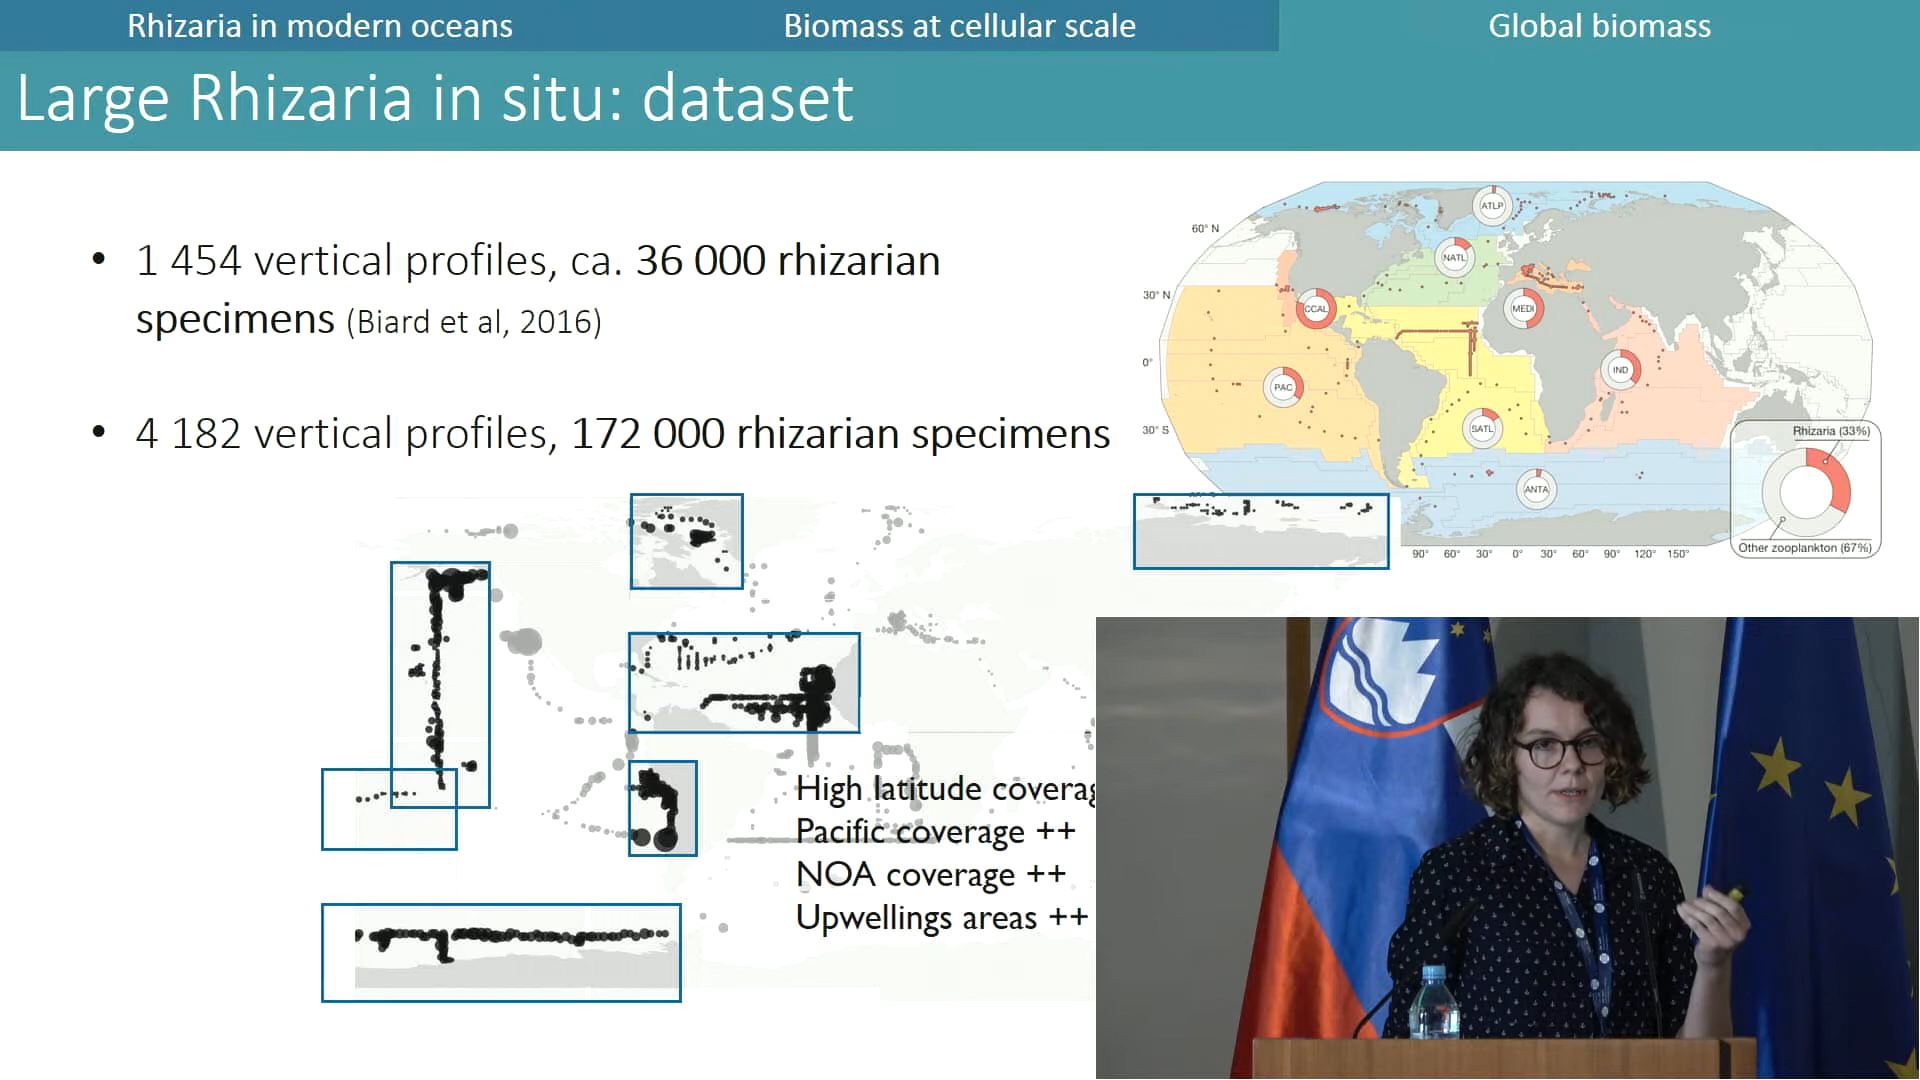 Rhizaria in modern oceans
Biomass at cellular scale
Global biomass
Large Rhizaria in situ: dataset
• 1 454 vertical profiles, ca. 36 000 rhizarian
specimens (Biard et al, 2016)
• 4 182 vertical profiles, 172 000 rhizarian specimens
60° N
30° N
0°
30° S
ATLP
NATL
CCAL
MEDI
PAC
IND
SATL
ANTA
Rhizaria (33%)
Other zooplankton (67%)
90° 60° 30° 0° 30° 60° 90° 120° 150°
High latitude coverag
Pacific coverage ++
NOA coverage ++
Upwellings areas ++